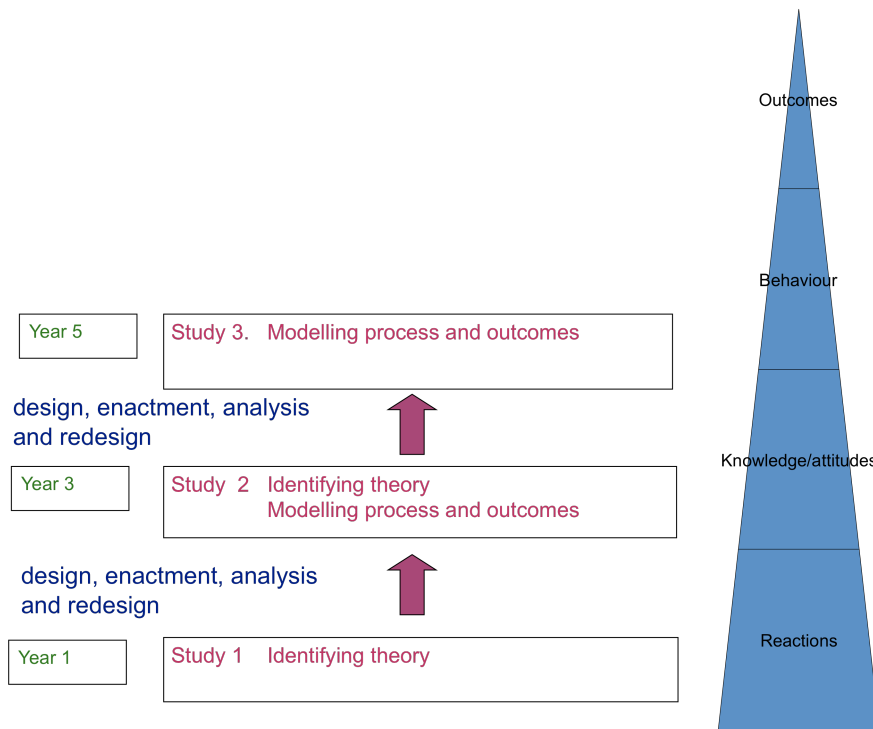 Outcomes
Behaviour
Year 5
Study 3. Modelling process and outcomes
design, enactment, analysis
and redesign
Knowledge/attitudes
Year 3
Study 2 Identifying theory
Modelling process and outcomes
design, enactment, analysis
and redesign
Year 1
Study 1 Identifying theory
Reactions